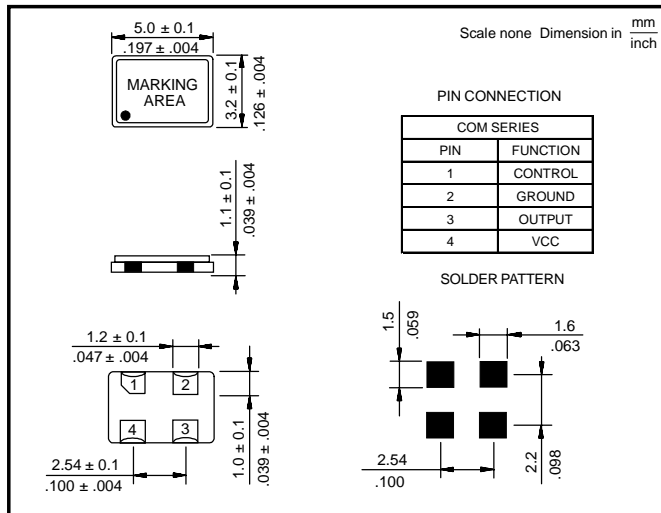 5.0 ± 0.1
.197 ± .004
Scale none Dimension in mm
inch
MARKING
AREA
3.2 ± 0.1
.126 ± .004
PIN CONNECTION
COM SERIES
PIN FUNCTION
1 CONTROL
2 GROUND
3 OUTPUT
4 VCC
1.1 ± 0.1
.039 ± .004
SOLDER PATTERN
1.5
.059
1.6
.063
1.2 ± 0.1
.047 ± .004
1 2
4 3
1.0 ± 0.1
.039 ± .004
2.54 ± 0.1
.100 ± .004
2.54
.100
2.2
.098